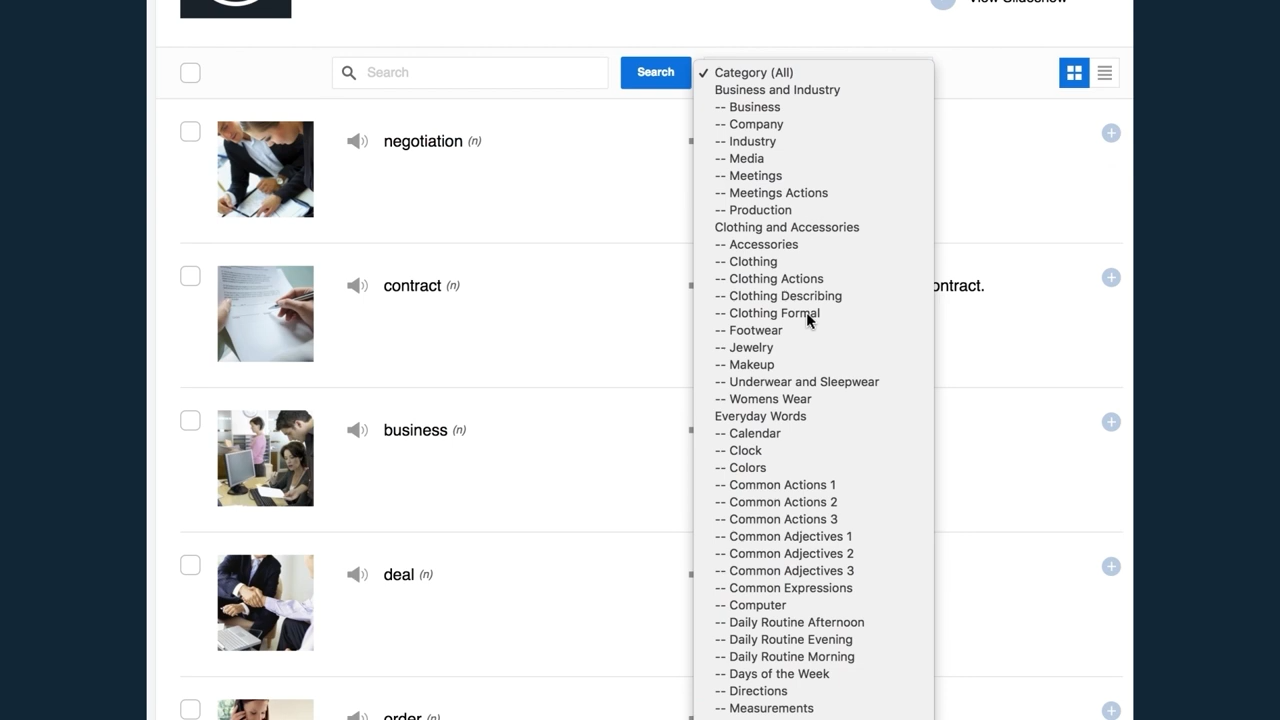 View Slideshow
Search
Search
✓ Category (All)
Business and Industry
-- Business
-- Company
-- Industry
-- Media
-- Meetings
-- Meetings Actions
-- Production
Clothing and Accessories
-- Accessories
-- Clothing
-- Clothing Actions
-- Clothing Describing
-- Clothing Formal
-- Footwear
-- Jewelry
-- Makeup
-- Underwear and Sleepwear
-- Womens Wear
Everyday Words
-- Calendar
-- Clock
-- Colors
-- Common Actions 1
-- Common Actions 2
-- Common Actions 3
-- Common Adjectives 1
-- Common Adjectives 2
-- Common Adjectives 3
-- Common Expressions
-- Computer
-- Daily Routine Afternoon
-- Daily Routine Evening
-- Daily Routine Morning
-- Days of the Week
-- Directions
-- Measurements
negotiation (n)
contract (n)
ontract.
business (n)
deal (n)
order (n)